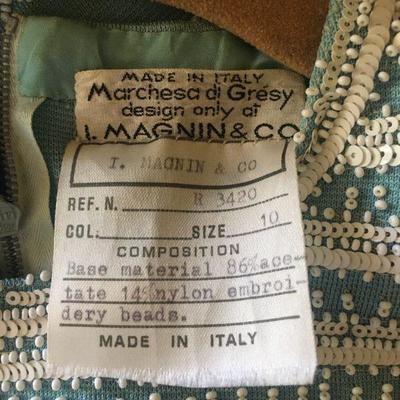 MADE IN ITALY
Marchesa di Grésy
design only at
I. MAGNIN & CO
I. MAGNIN & CO
REF. N. R 3420
COL. SIZE 10
COMPOSITION
Base material 86% ace-
tate 14% nylon embroi-
dery beads.
MADE IN ITALY